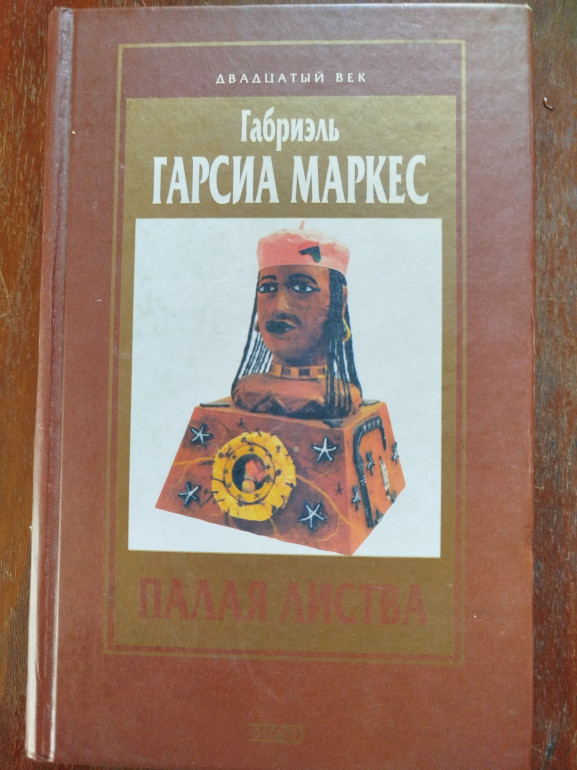 ДВАДЦАТЫЙ ВЕК
Габриэль
ГАРСИА МАРКЕС
ПАЛАЯ ЛИСТВА